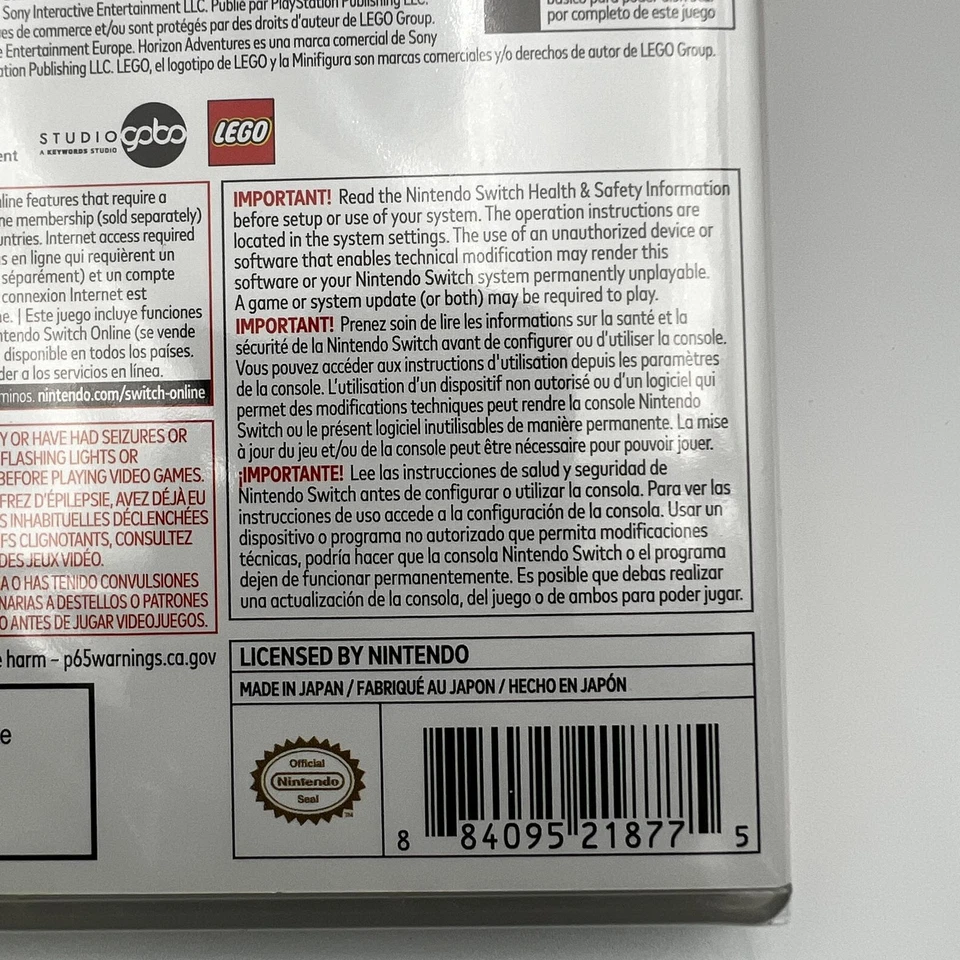 Sony Interactive Entertainment LLC. Publié par PlayStation Publishing LLC.
es de commerce et/ou sont protégés par des droits d'auteur de LEGO Group.
Entertainment Europe. Horizon Adventures es una marca comercial de Sony
ation Publishing LLC. LEGO, el logotipo de LEGO y la Minifigura son marcas comerciales y/o derechos de autor de LEGO Group.
por completo de este juego
ent
STUDIO gobo
A KEYWORDS STUDIO
LEGO
line features that require a
ne membership (sold separately)
untries. Internet access required
s en ligne qui requièrent un
séparément) et un compte
connexion Internet est
e. | Este juego incluye funciones
ntendo Switch Online (se vende
disponible en todos los países.
der a los servicios en línea.
minos. nintendo.com/switch-online
Y OR HAVE HAD SEIZURES OR
FLASHING LIGHTS OR
BEFORE PLAYING VIDEO GAMES.
FREZ D'ÉPILEPSIE, AVEZ DÉJÀ EU
S INHABITUELLES DÉCLENCHÉES
FS CLIGNOTANTS, CONSULTEZ
DES JEUX VIDÉO.
A O HAS TENIDO CONVULSIONES
NARIAS A DESTELLOS O PATRONES
O ANTES DE JUGAR VIDEOJUEGOS.
e harm – p65warnings.ca.gov
e
IMPORTANT! Read the Nintendo Switch Health & Safety Information
before setup or use of your system. The operation instructions are
located in the system settings. The use of an unauthorized device or
software that enables technical modification may render this
software or your Nintendo Switch system permanently unplayable.
A game or system update (or both) may be required to play.
IMPORTANT! Prenez soin de lire les informations sur la santé et la
sécurité de la Nintendo Switch avant de configurer ou d'utiliser la console.
Vous pouvez accéder aux instructions d'utilisation depuis les paramètres
de la console. L'utilisation d'un dispositif non autorisé ou d'un logiciel qui
permet des modifications techniques peut rendre la console Nintendo
Switch ou le présent logiciel inutilisables de manière permanente. La mise
à jour du jeu et/ou de la console peut être nécessaire pour pouvoir jouer.
¡IMPORTANTE! Lee las instrucciones de salud y seguridad de
Nintendo Switch antes de configurar o utilizar la consola. Para ver las
instrucciones de uso accede a la configuración de la consola. Usar un
dispositivo o programa no autorizado que permita modificaciones
técnicas, podría hacer que la consola Nintendo Switch o el programa
dejen de funcionar permanentemente. Es posible que debas realizar
una actualización de la consola, del juego o de ambos para poder jugar.
LICENSED BY NINTENDO
MADE IN JAPAN / FABRIQUÉ AU JAPON / HECHO EN JAPÓN
Official
Nintendo
Seal
TM
8 84095 21877 5